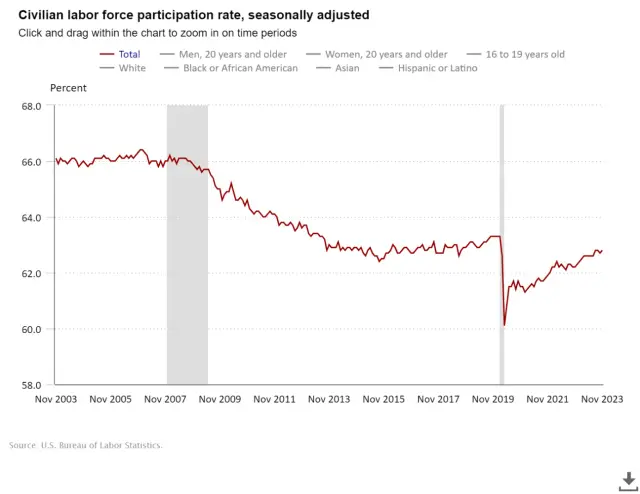 Civilian labor force participation rate, seasonally adjusted
Click and drag within the chart to zoom in on time periods
Total Men, 20 years and older Women, 20 years and older 16 to 19 years old
White Black or African American Asian Hispanic or Latino
Percent
68.0
66.0
64.0
62.0
60.0
58.0
Nov 2003 Nov 2005 Nov 2007 Nov 2009 Nov 2011 Nov 2013 Nov 2015 Nov 2017 Nov 2019 Nov 2021 Nov 2023
Source: U.S. Bureau of Labor Statistics.